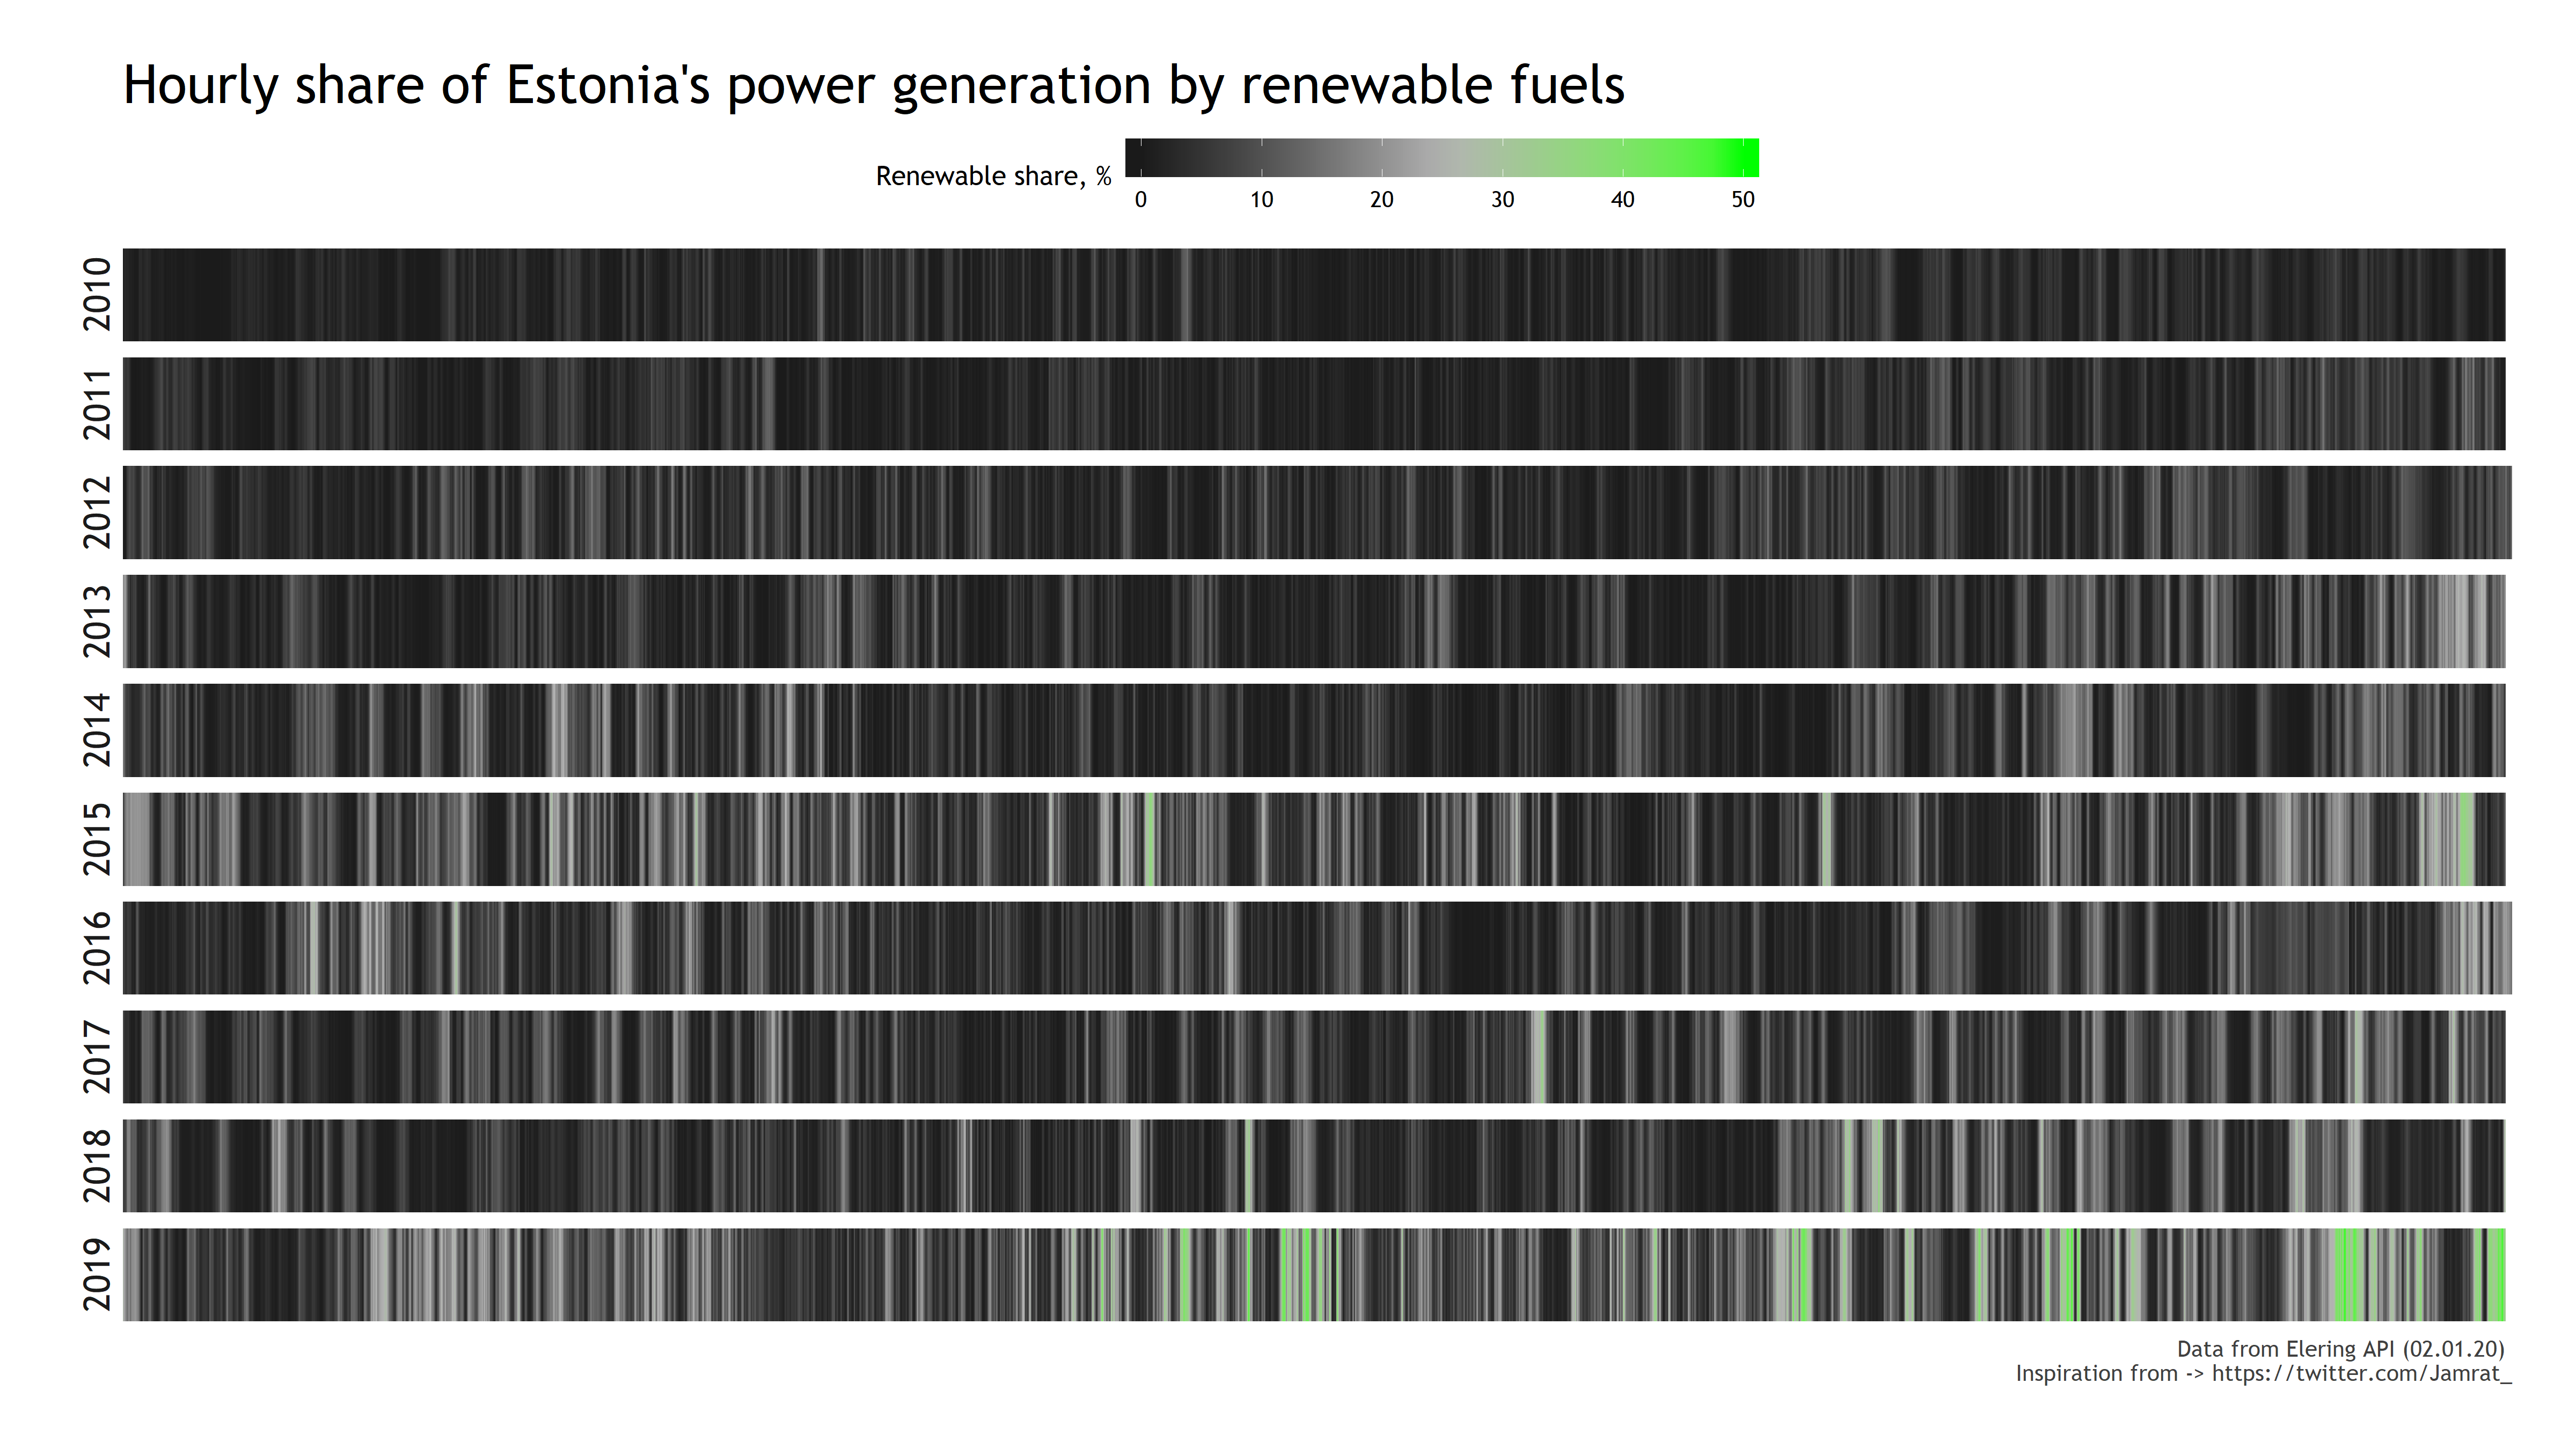 Hourly share of Estonia's power generation by renewable fuels
Renewable share, %
0 10 20 30 40 50
2010
2011
2012
2013
2014
2015
2016
2017
2018
2019
Data from Elering API (02.01.20)
Inspiration from -> https://twitter.com/Jamrat_